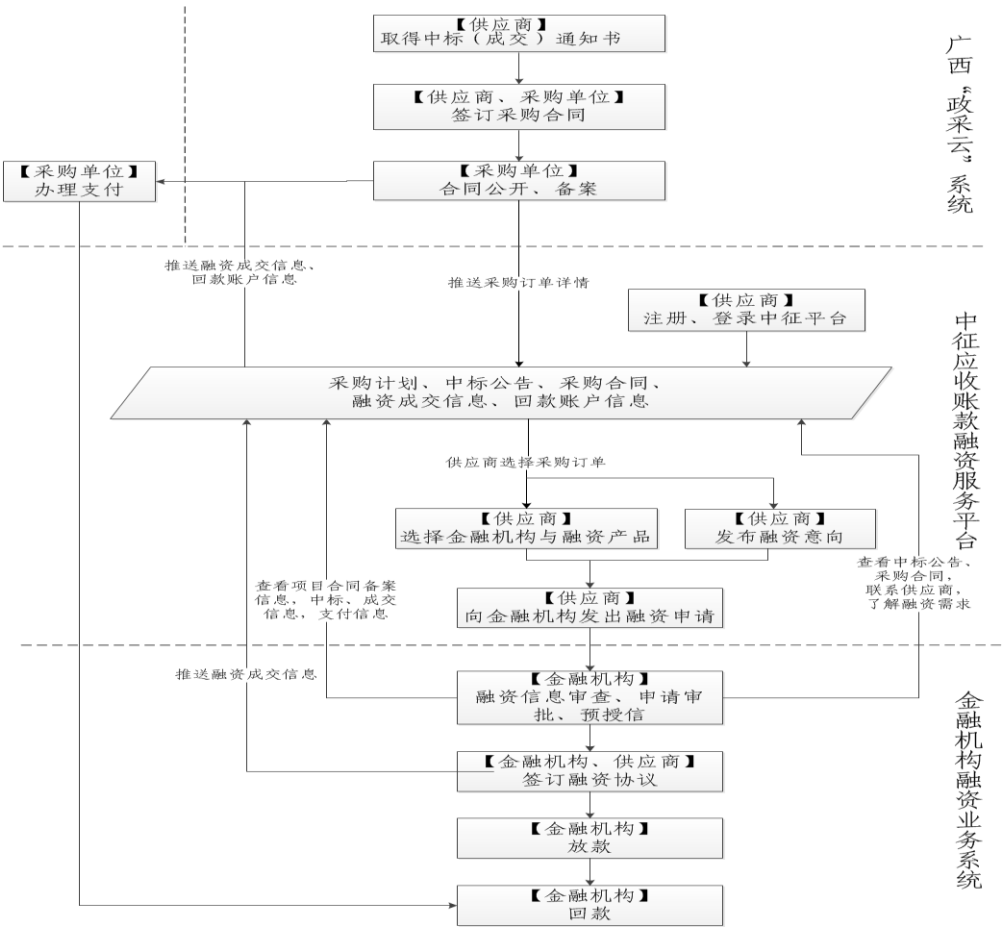 【供应商】
取得中标（成交）通知书
【供应商、采购单位】
签订采购合同
【采购单位】
办理支付
【采购单位】
合同公开、备案
广西“政采云”系统
推送融资成交信息、
回款账户信息
推送采购订单详情
【供应商】
注册、登录中征平台
采购计划、中标公告、采购合同、
融资成交信息、回款账户信息
供应商选择采购订单
【供应商】
选择金融机构与融资产品
【供应商】
发布融资意向
中征应收账款融资服务平台
查看项目合同备案
信息，中标、成交
信息，支付信息
【供应商】
向金融机构发出融资申请
查看中标公告、
采购合同，
联系供应商，
了解融资需求
推送融资成交信息
【金融机构】
融资信息审查、申请审
批、预授信
【金融机构、供应商】
签订融资协议
【金融机构】
放款
【金融机构】
回款
金融机构融资业务系统